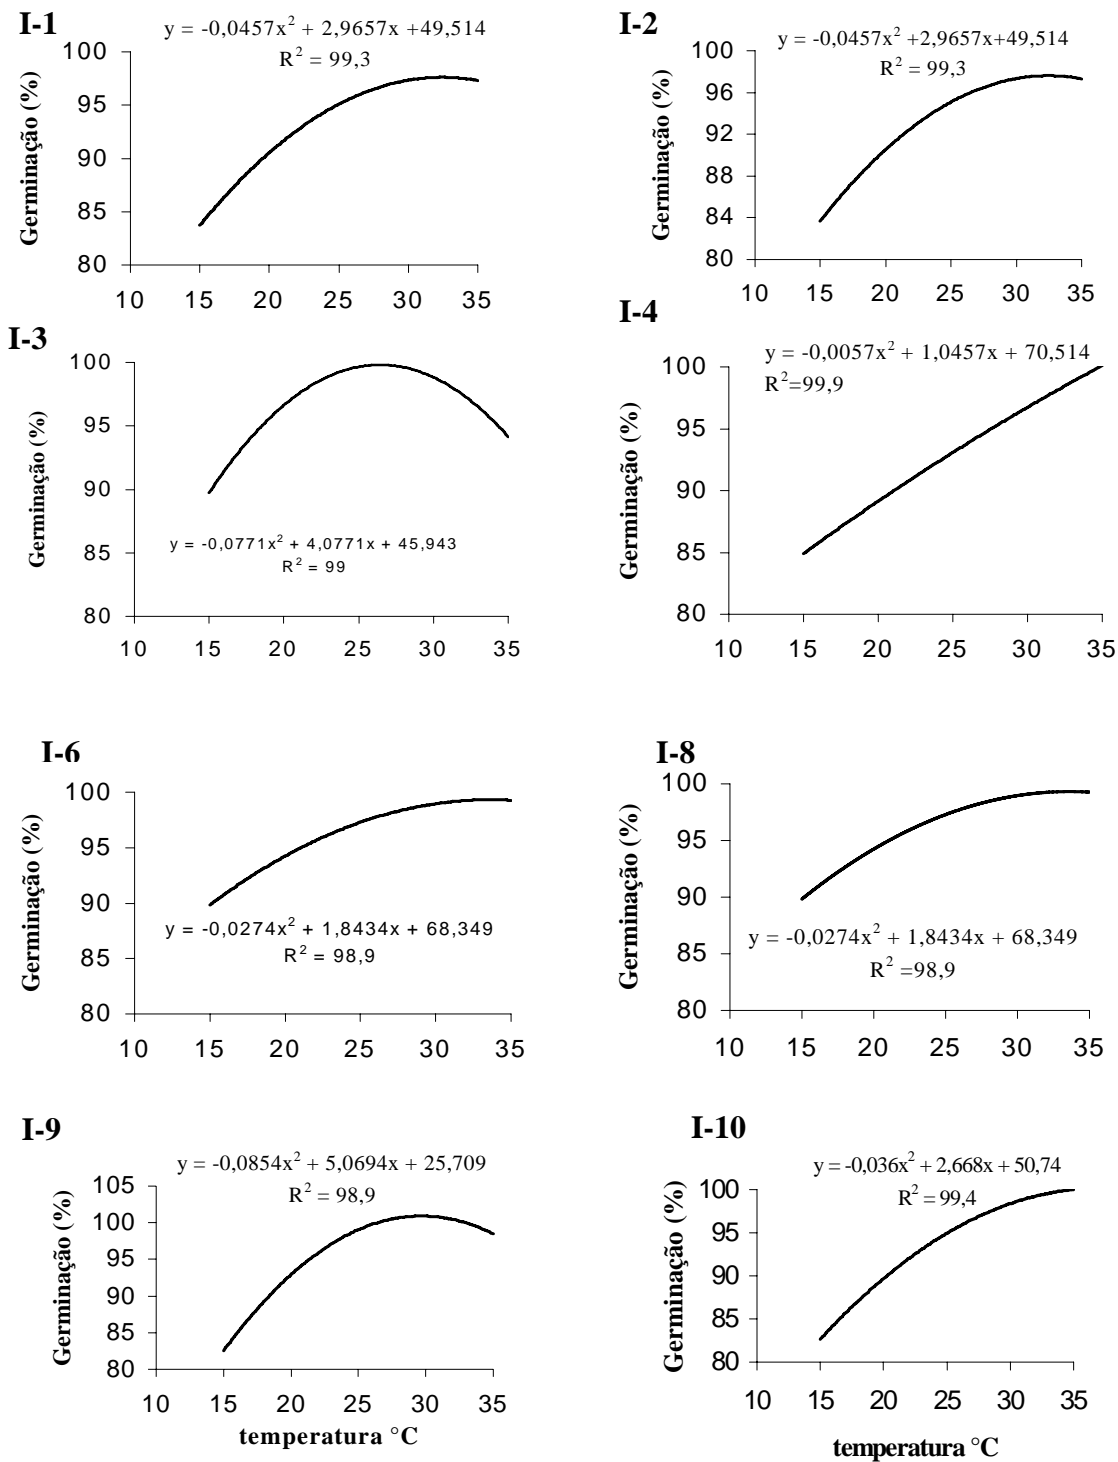 I-1
y = -0,0457x² + 2,9657x +49,514
R² = 99,3
Germinação (%)
100
95
90
85
80
10 15 20 25 30 35
I-2
y = -0,0457x² +2,9657x+49,514
R² = 99,3
Germinação (%)
100
96
92
88
84
80
10 15 20 25 30 35
I-3
Germinação (%)
100
95
90
85
80
y = -0,0771x² + 4,0771x + 45,943
R² = 99
10 15 20 25 30 35
I-4
y = -0,0057x² + 1,0457x + 70,514
R²=99,9
Germinação (%)
100
95
90
85
80
10 15 20 25 30 35
I-6
Germinação (%)
100
95
90
85
80
y = -0,0274x² + 1,8434x + 68,349
R² = 98,9
10 15 20 25 30 35
I-8
Germinação (%)
100
95
90
85
80
y = -0,0274x² + 1,8434x + 68,349
R² =98,9
10 15 20 25 30 35
I-9
y = -0,0854x² + 5,0694x + 25,709
R² = 98,9
Germinação (%)
105
100
95
90
85
80
10 15 20 25 30 35
temperatura °C
I-10
y = -0,036x² + 2,668x + 50,74
R² = 99,4
Germinação (%)
100
95
90
85
80
10 15 20 25 30 35
temperatura °C